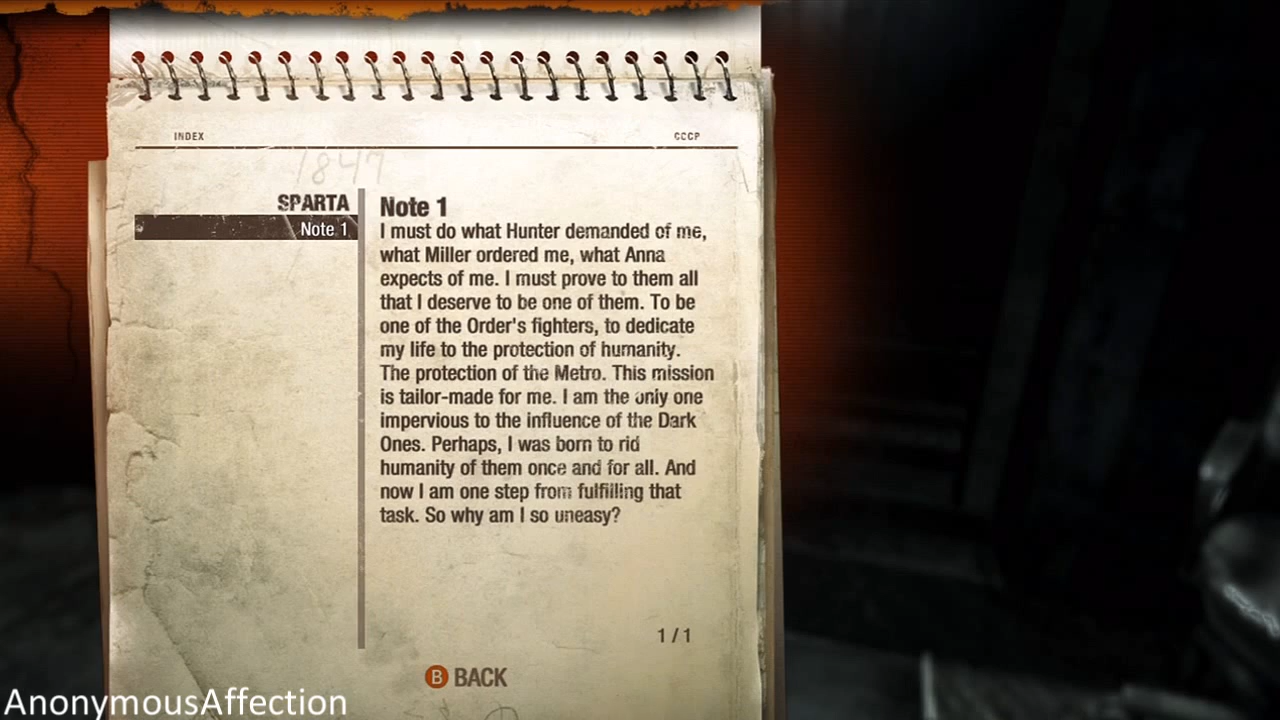 INDEX
CCCP
1847
SPARTA
Note 1
Note 1
I must do what Hunter demanded of me,
what Miller ordered me, what Anna
expects of me. I must prove to them all
that I deserve to be one of them. To be
one of the Order's fighters, to dedicate
my life to the protection of humanity.
The protection of the Metro. This mission
is tailor-made for me. I am the only one
impervious to the influence of the Dark
Ones. Perhaps, I was born to rid
humanity of them once and for all. And
now I am one step from fulfilling that
task. So why am I so uneasy?
1 / 1
B BACK
AnonymousAffection